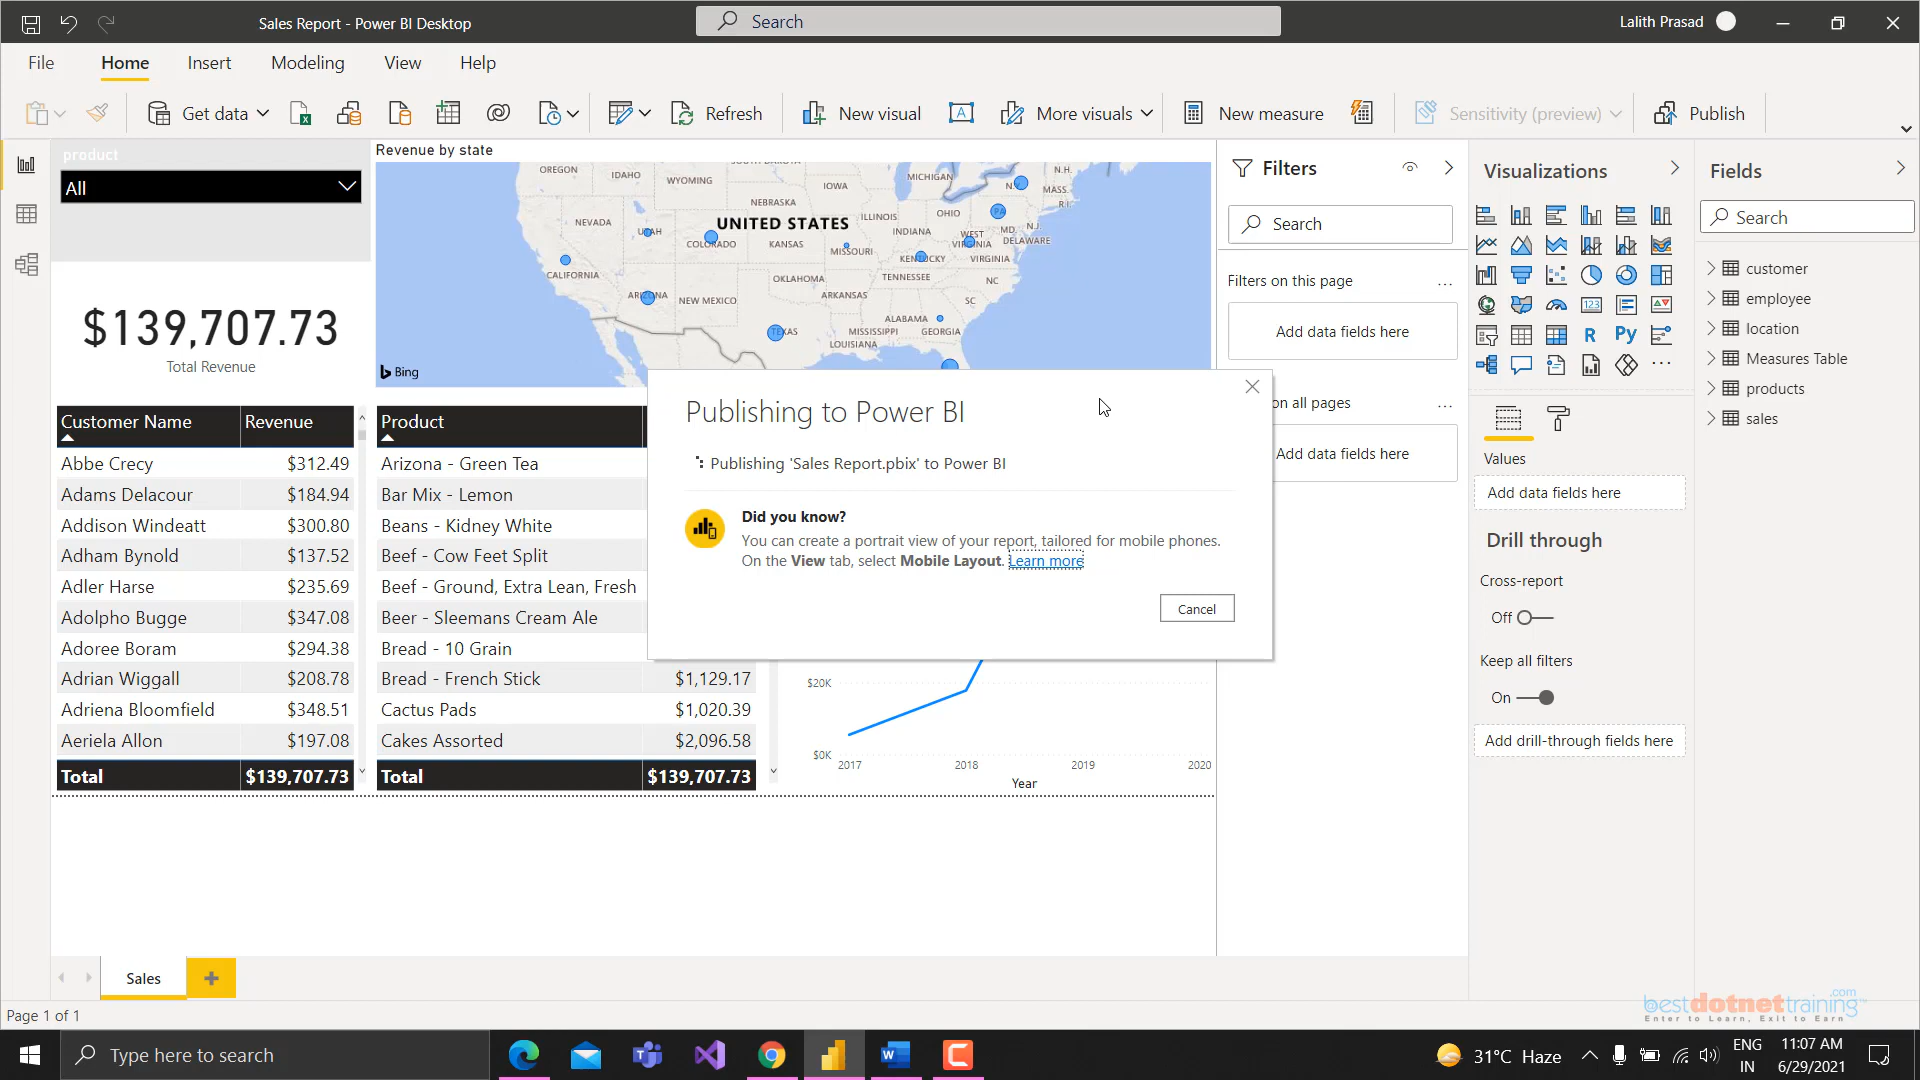 Sales Report - Power BI Desktop
Search
Lalith Prasad
File
Home
Insert
Modeling
View
Help
Get data
Refresh
New visual
More visuals
New measure
Sensitivity (preview)
Publish
product
All
Revenue by state
OREGON
IDAHO
WYOMING
SOUTH DAKOTA
IOWA
MICHIGAN
N.H.
N.Y.
MASS.
R.I.
NEBRASKA
NEVADA
UTAH
COLORADO
UNITED STATES
KANSAS
MISSOURI
ILLINOIS
INDIANA
OHIO
PA
MD.
N.J.
DELAWARE
WEST
VIRGINIA
VIRGINIA
KENTUCKY
CALIFORNIA
OKLAHOMA
TENNESSEE
NC
ARIZONA
NEW MEXICO
ARKANSAS
SC
ALABAMA
TEXAS
MISSISSIPPI
GEORGIA
LOUISIANA
Bing
$139,707.73
Total Revenue
Customer Name Revenue
Abbe Crecy $312.49
Adams Delacour $184.94
Addison Windeatt $300.80
Adham Bynold $137.52
Adler Harse $235.69
Adolpho Bugge $347.08
Adoree Boram $294.38
Adrian Wiggall $208.78
Adriena Bloomfield $348.51
Aeriela Allon $197.08
Total $139,707.73
Product
Arizona - Green Tea
Bar Mix - Lemon
Beans - Kidney White
Beef - Cow Feet Split
Beef - Ground, Extra Lean, Fresh
Beer - Sleemans Cream Ale
Bread - 10 Grain
Bread - French Stick $1,129.17
Cactus Pads $1,020.39
Cakes Assorted $2,096.58
Total $139,707.73
Publishing to Power BI
Publishing 'Sales Report.pbix' to Power BI
Did you know?
You can create a portrait view of your report, tailored for mobile phones.
On the View tab, select Mobile Layout. Learn more
Cancel
$20K
$0K
2017 2018 2019 2020
Year
Filters
Search
Filters on this page
...
Add data fields here
on all pages
...
Add data fields here
Visualizations
123
R
Py
...
Values
Add data fields here
Drill through
Cross-report
Off
Keep all filters
On
Add drill-through fields here
Fields
Search
customer
employee
location
Measures Table
products
sales
Sales
+
Page 1 of 1
bestdotnettraining.com
Enter to Learn, Exit to Earn
Type here to search
31°C Haze
ENG
IN
11:07 AM
6/29/2021